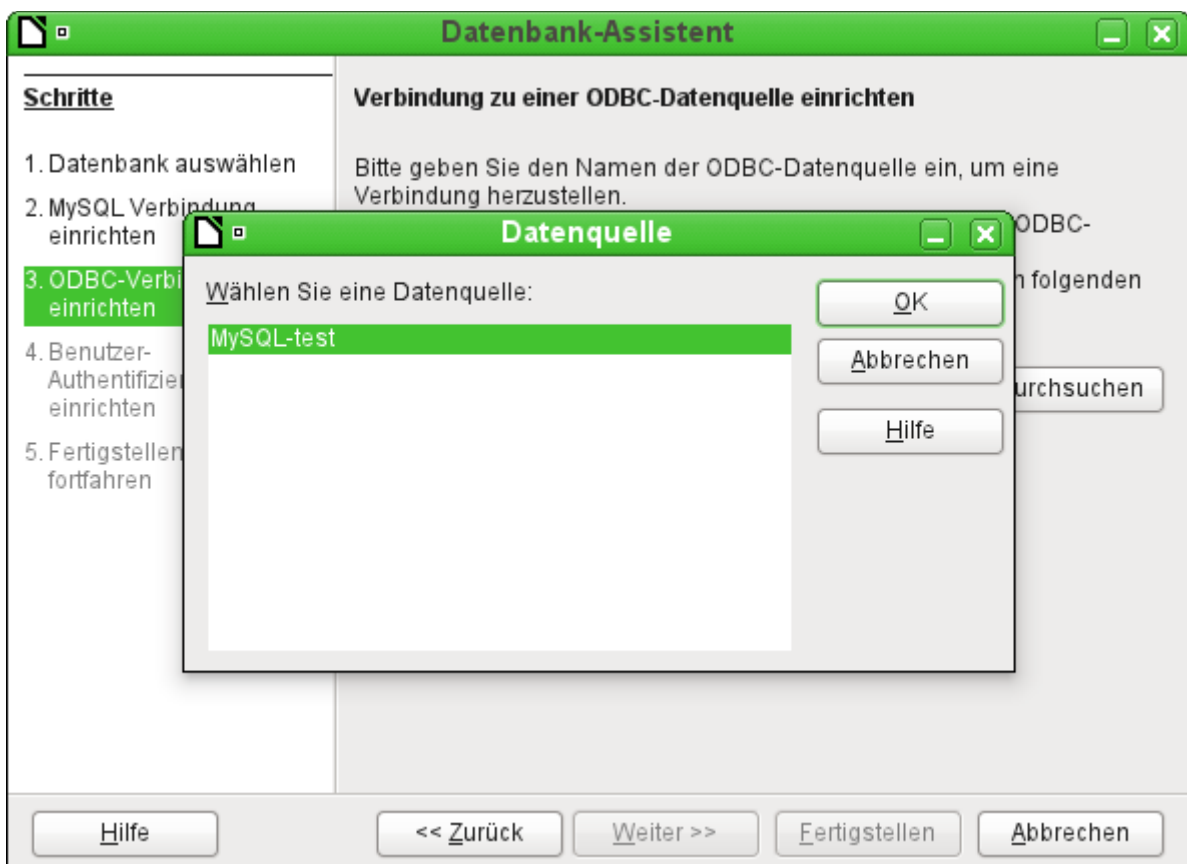 Datenbank-Assistent
Schritte
1. Datenbank auswählen
2. MySQL Verbindung
einrichten
3. ODBC-Verbi
einrichten
4. Benutzer-
Authentifizier
einrichten
5. Fertigstellen
fortfahren
Verbindung zu einer ODBC-Datenquelle einrichten
Bitte geben Sie den Namen der ODBC-Datenquelle ein, um eine
Verbindung herzustellen.
ODBC-
folgenden
urchsuchen
Datenquelle
Wählen Sie eine Datenquelle:
MySQL-test
OK
Abbrechen
Hilfe
Hilfe
<< Zurück
Weiter >>
Fertigstellen
Abbrechen